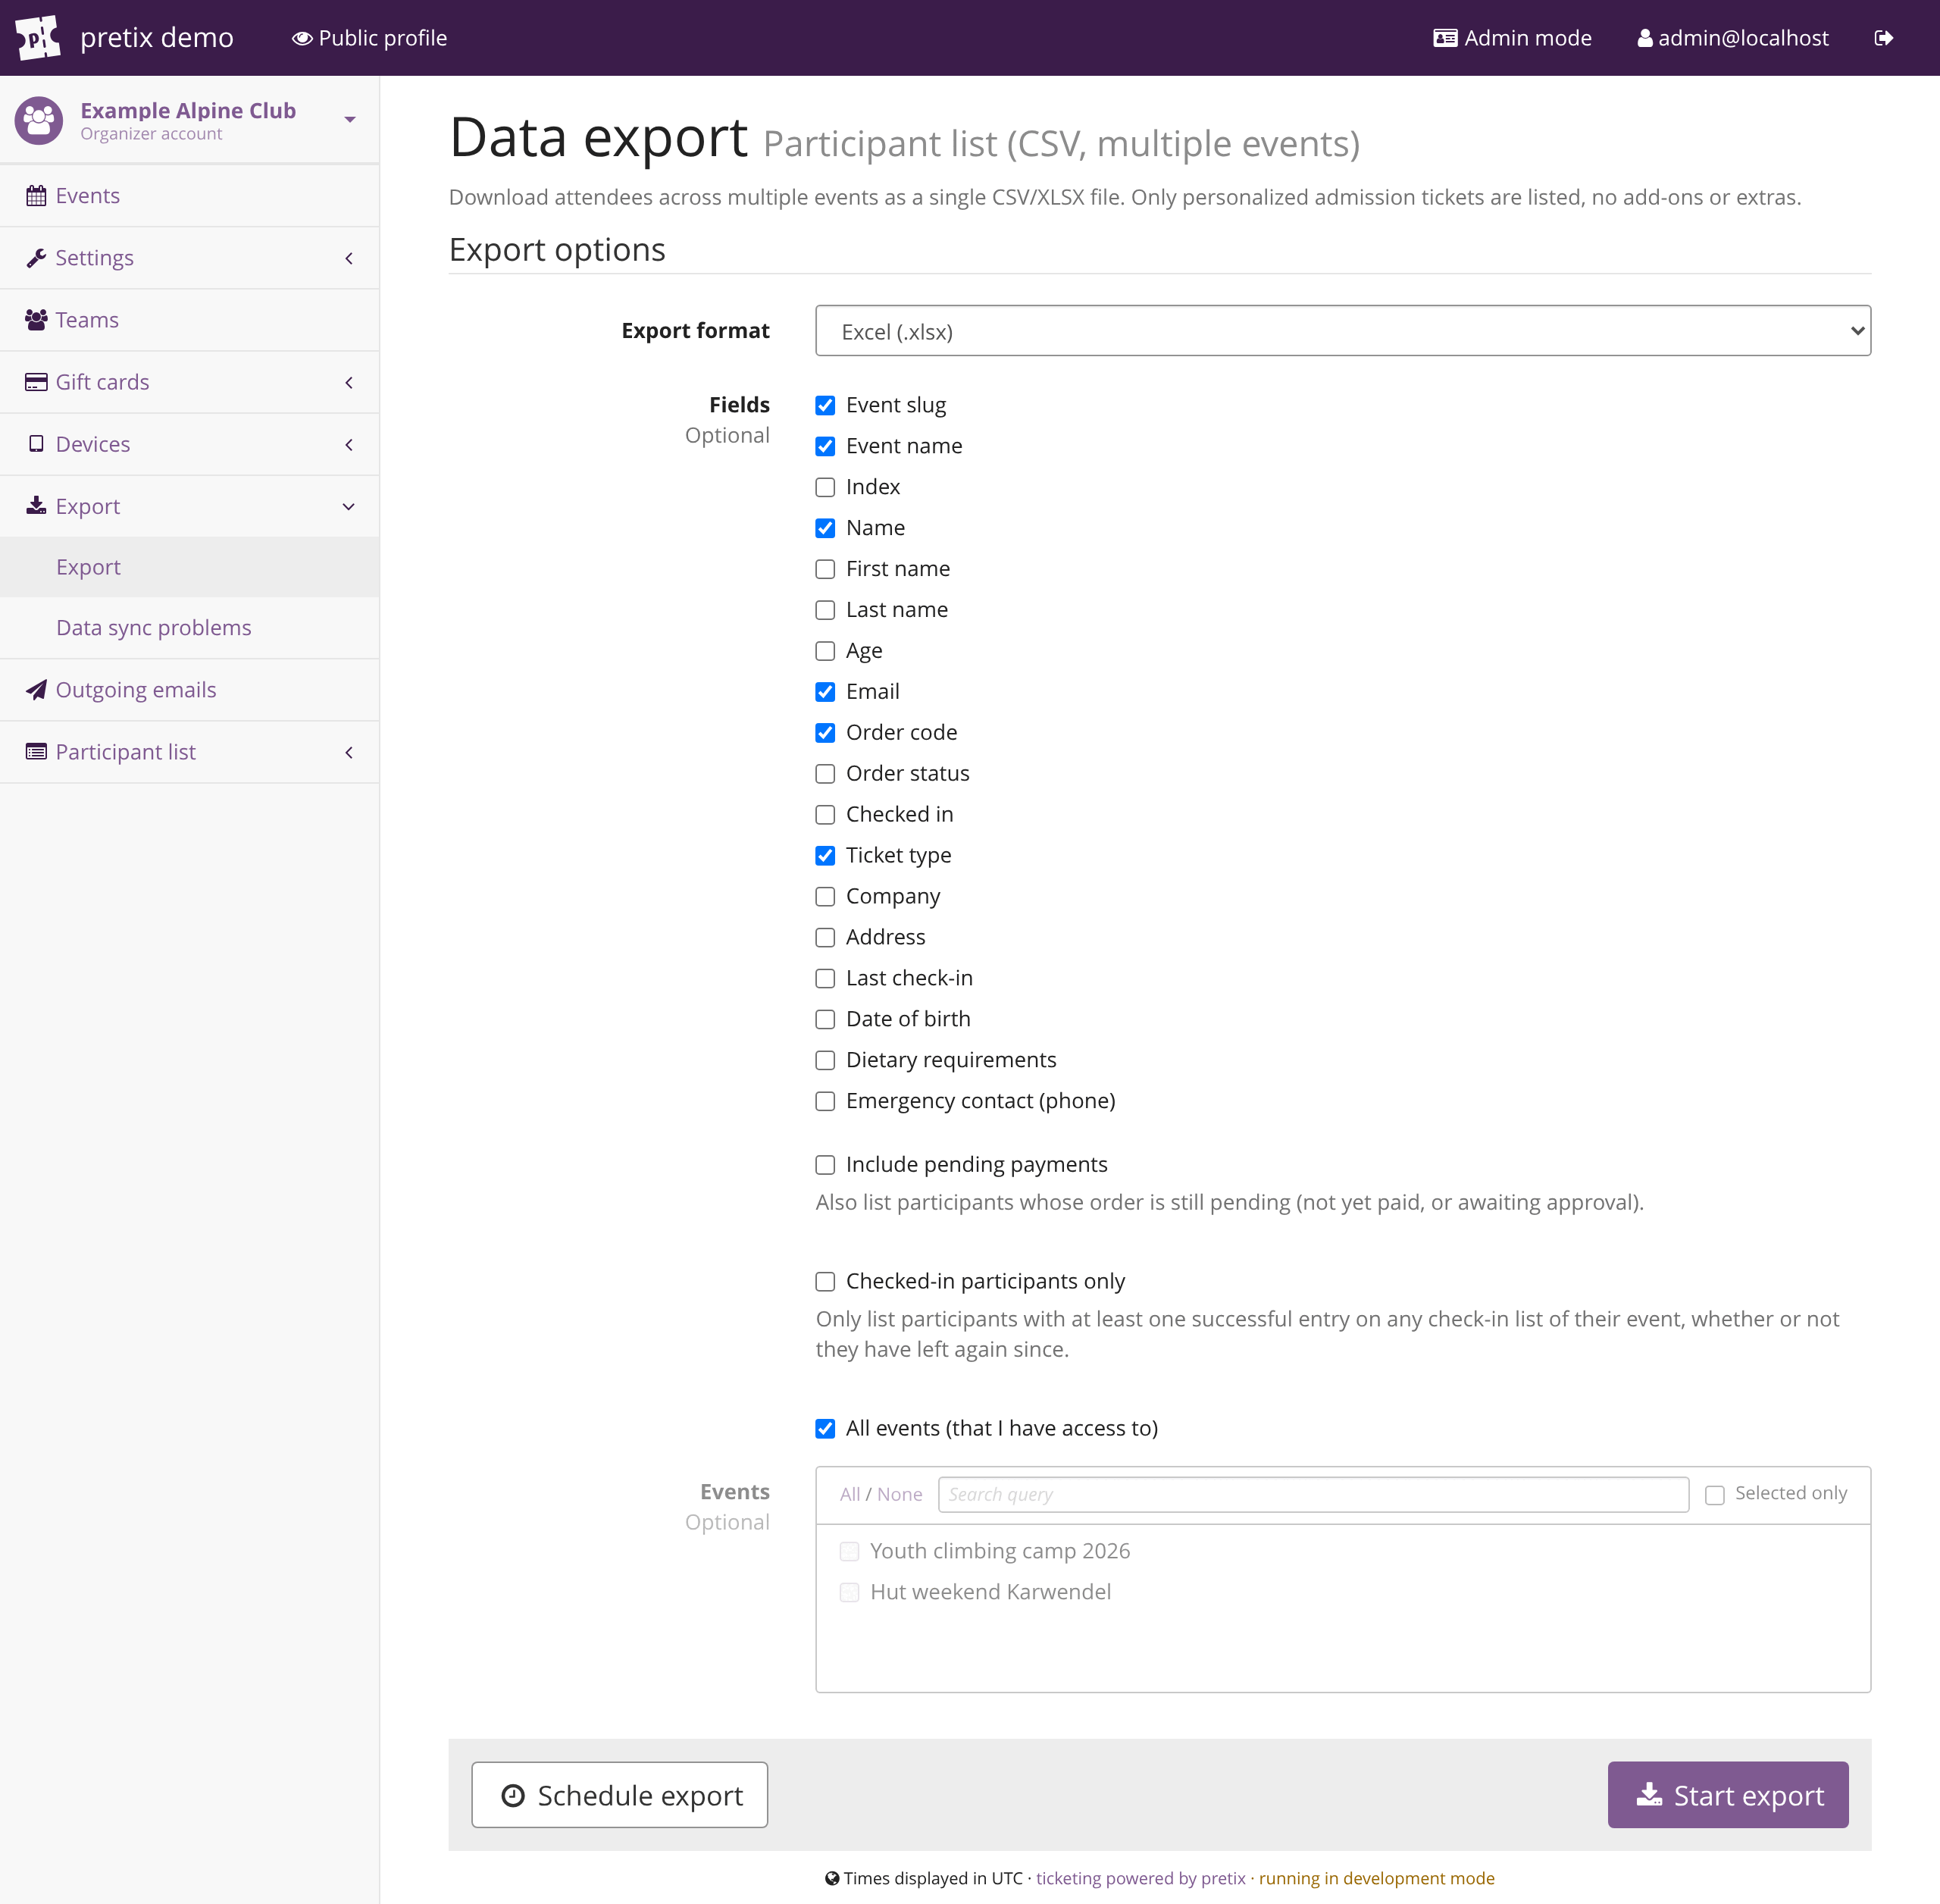 pretix demo
Public profile
Admin mode
admin@localhost
Example Alpine Club
Organizer account
Events
Settings
Teams
Gift cards
Devices
Export
Export
Data sync problems
Outgoing emails
Participant list
Data export Participant list (CSV, multiple events)
Download attendees across multiple events as a single CSV/XLSX file. Only personalized admission tickets are listed, no add-ons or extras.
Export options
Export format
Excel (.xlsx)
Fields
Optional
Event slug
Event name
Index
Name
First name
Last name
Age
Email
Order code
Order status
Checked in
Ticket type
Company
Address
Last check-in
Date of birth
Dietary requirements
Emergency contact (phone)
Include pending payments
Also list participants whose order is still pending (not yet paid, or awaiting approval).
Checked-in participants only
Only list participants with at least one successful entry on any check-in list of their event, whether or not
they have left again since.
All events (that I have access to)
Events
Optional
All / None
Search query
Selected only
Youth climbing camp 2026
Hut weekend Karwendel
Schedule export
Start export
Times displayed in UTC · ticketing powered by pretix · running in development mode